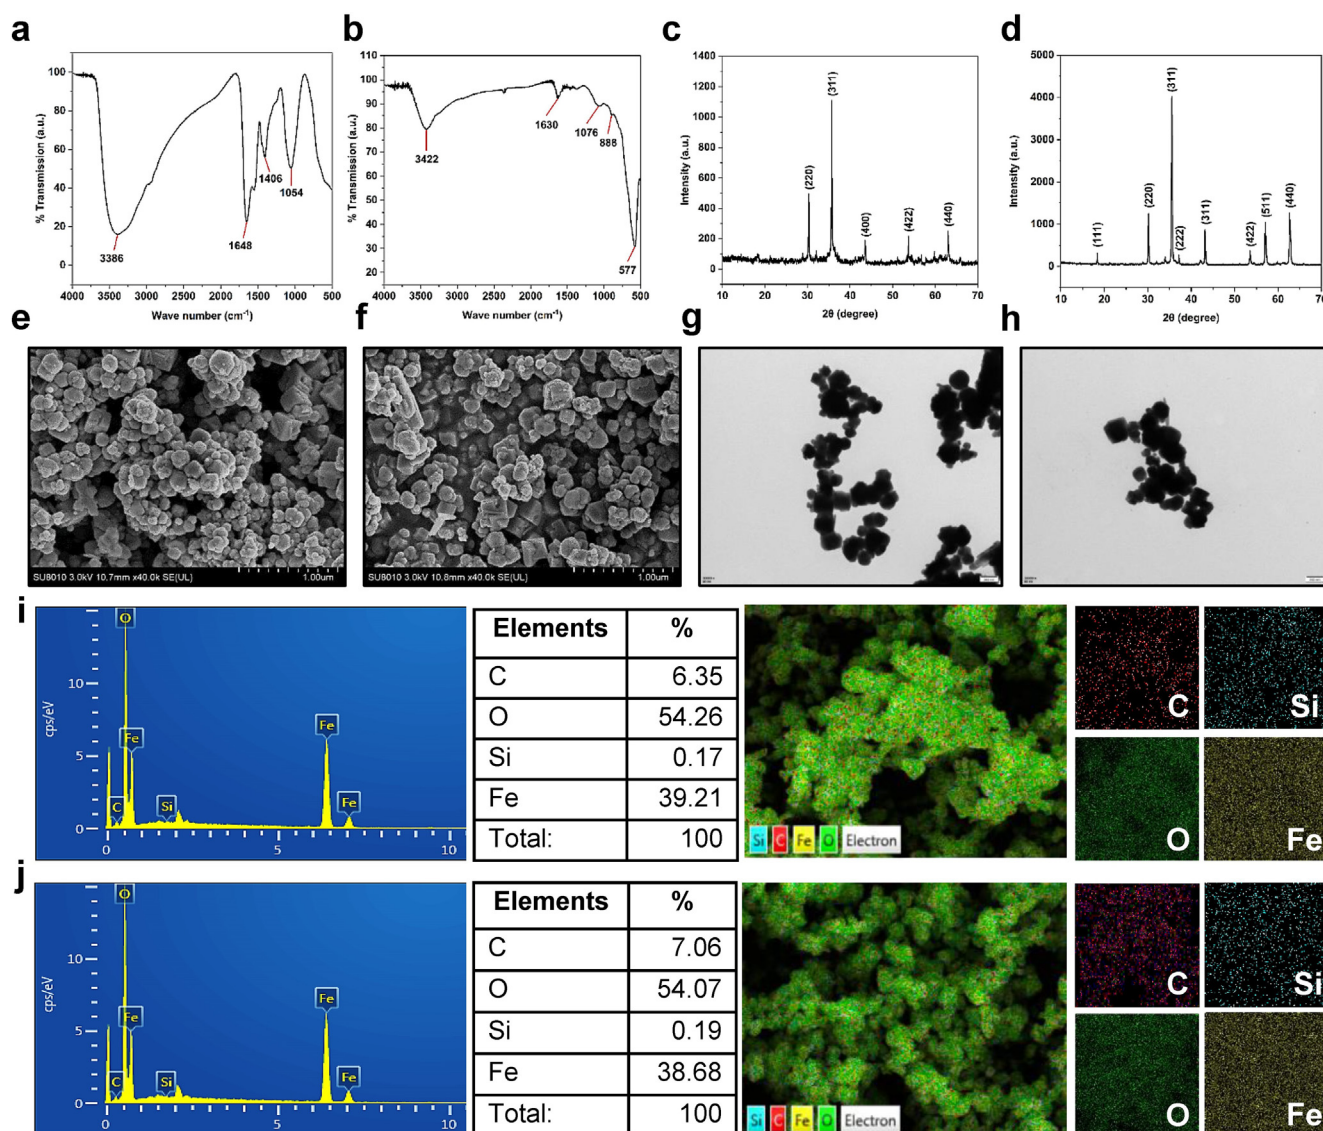 a
b
c
d
% Transmission (a.u.)
100
80
60
40
20
0
3386
1648
1406
1054
4000 3500 3000 2500 2000 1500 1000 500
Wave number (cm⁻¹)
% Transmission (a.u.)
110
100
90
80
70
60
50
40
30
20
3422
1630
1076
888
577
4000 3500 3000 2500 2000 1500 1000 500
Wave number (cm⁻¹)
Intensity (a.u.)
1400
1200
1000
800
600
400
200
0
(220)
(311)
(400)
(422)
(440)
10 20 30 40 50 60 70
2θ (degree)
Intensity (a.u.)
5000
4000
3000
2000
1000
0
(111)
(220)
(311)
(222)
(311)
(422)
(511)
(440)
10 20 30 40 50 60 70
2θ (degree)
e
f
g
h
SU8010 3.0kV 10.7mm x40.0k SE(UL) 1.00um
SU8010 3.0kV 10.8mm x40.0k SE(UL) 1.00um
i
cps/eV
10
5
0
O
Fe
C
Si
Fe
Fe
0 5 10
Elements %
C 6.35
O 54.26
Si 0.17
Fe 39.21
Total: 100
Si C Fe O Electron
C
Si
O
Fe
j
cps/eV
10
5
0
O
Fe
C
Si
Fe
Fe
0 5 10
Elements %
C 7.06
O 54.07
Si 0.19
Fe 38.68
Total: 100
Si C Fe O Electron
C
Si
O
Fe